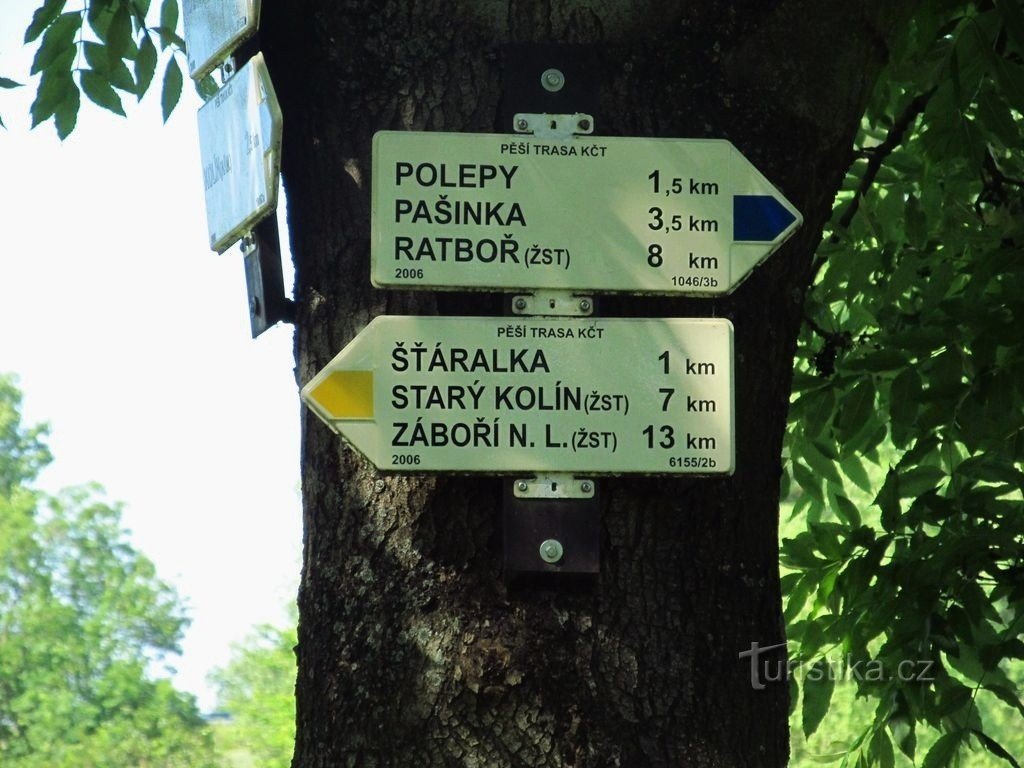 PĚŠÍ TRASA KČT
POLEPY 1,5 km
PAŠINKA 3,5 km
RATBOŘ (ŽST) 8 km
2006 1046/3b
PĚŠÍ TRASA KČT
ŠŤÁRALKA 1 km
STARÝ KOLÍN (ŽST) 7 km
ZÁBOŘÍ N. L. (ŽST) 13 km
2006 6155/2b
turistika.cz